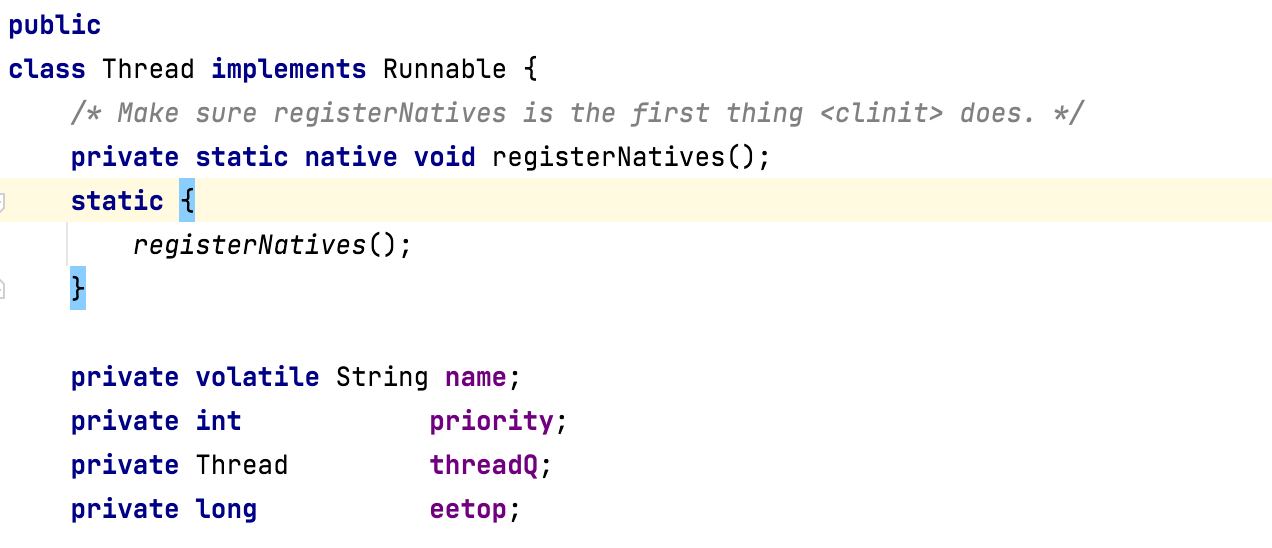 public
class Thread implements Runnable {
    /* Make sure registerNatives is the first thing <clinit> does. */
    private static native void registerNatives();
    static {
        registerNatives();
    }

    private volatile String name;
    private int            priority;
    private Thread         threadQ;
    private long           eetop;